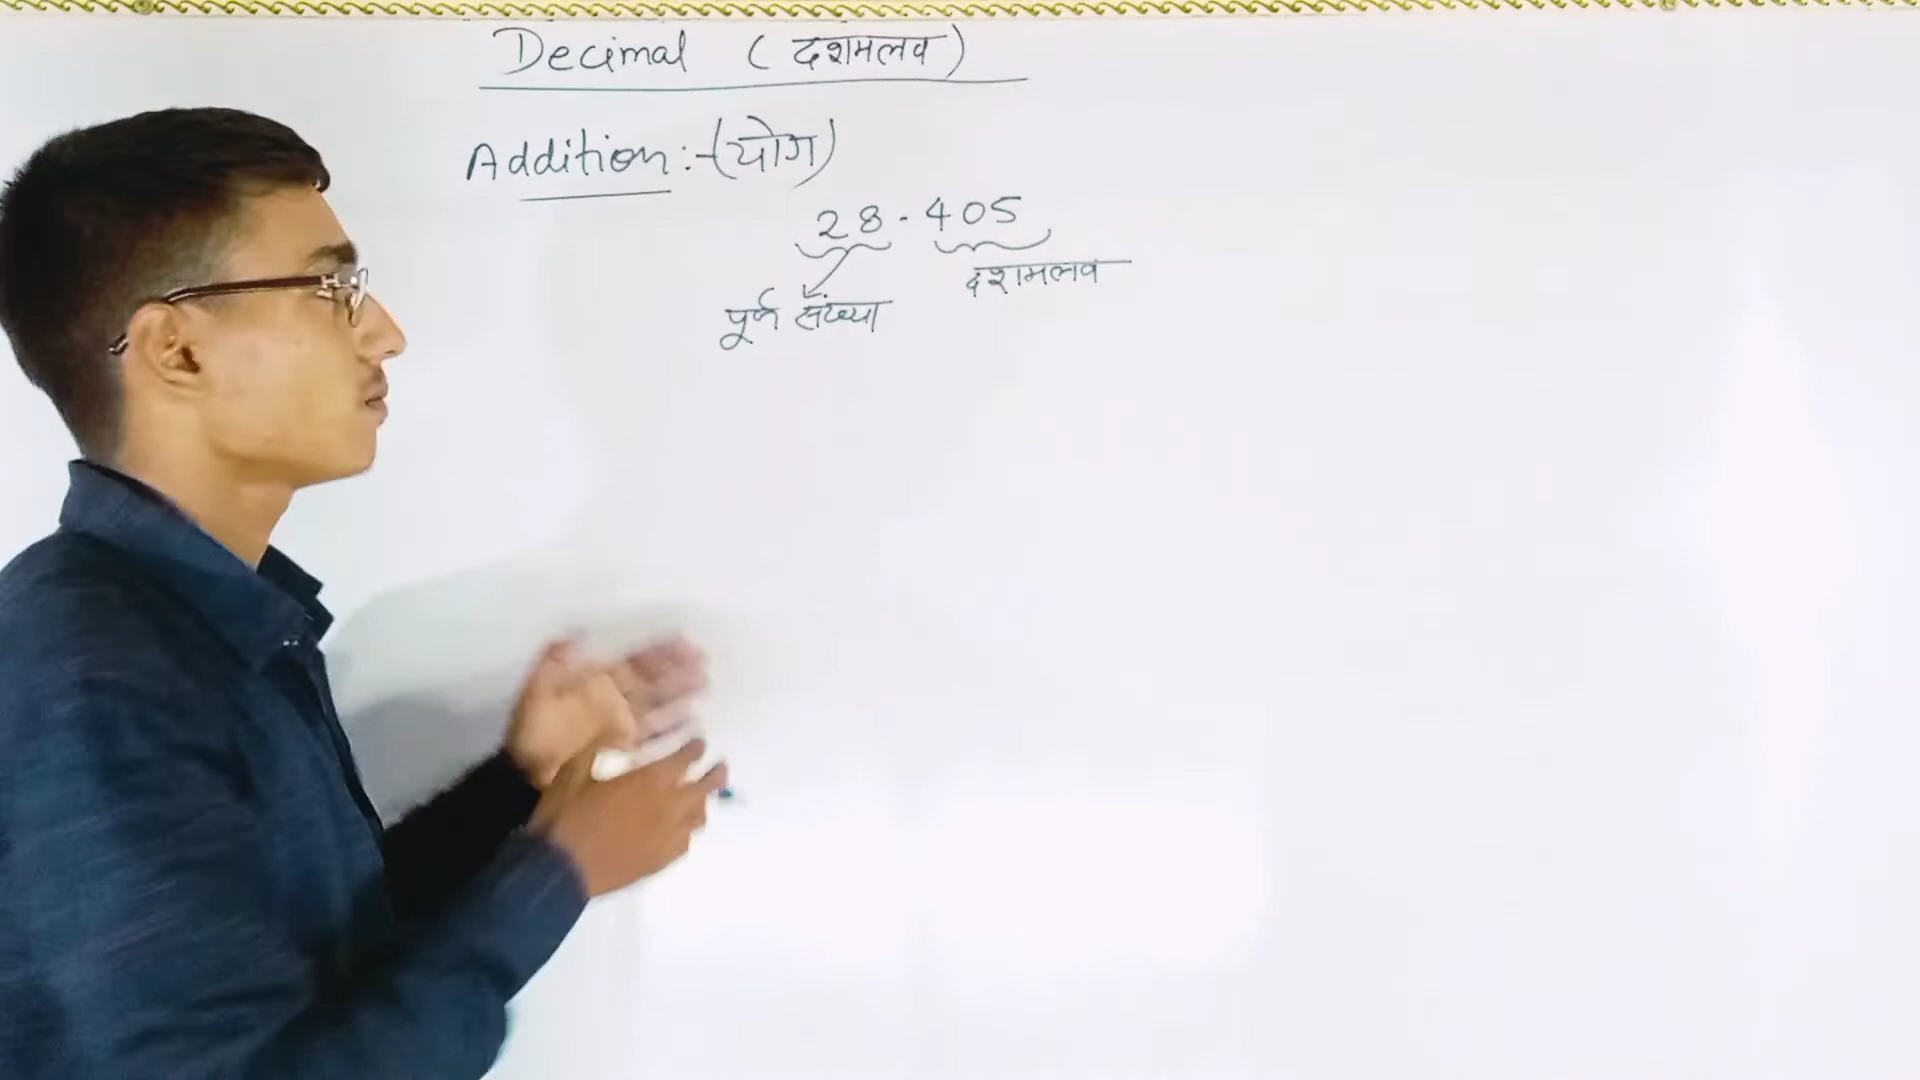 Decimal (दशमलव)
Addition:-(योग)
28.405
दशमलव
पूर्ण संख्या